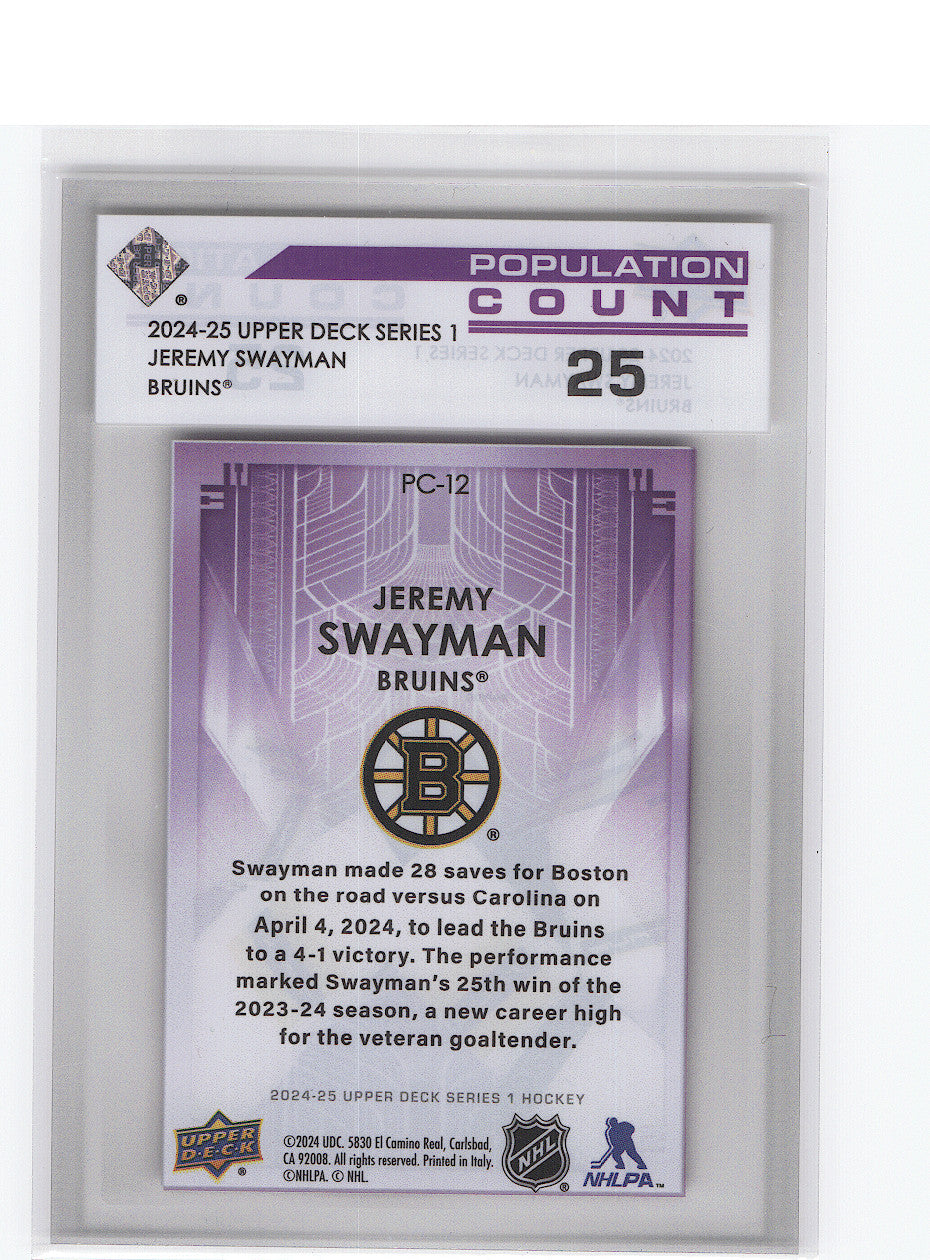 POPULATION
COUNT
®
2024-25 UPPER DECK SERIES 1
JEREMY SWAYMAN
BRUINS®
25
PC-12
JEREMY
SWAYMAN
BRUINS®
B
®
Swayman made 28 saves for Boston
on the road versus Carolina on
April 4, 2024, to lead the Bruins
to a 4-1 victory. The performance
marked Swayman's 25th win of the
2023-24 season, a new career high
for the veteran goaltender.
2024-25 UPPER DECK SERIES 1 HOCKEY
UPPER
D·E·C·K
®
©2024 UDC. 5830 El Camino Real, Carlsbad,
CA 92008. All rights reserved. Printed in Italy.
©NHLPA. © NHL.
NHL
®
NHLPA™